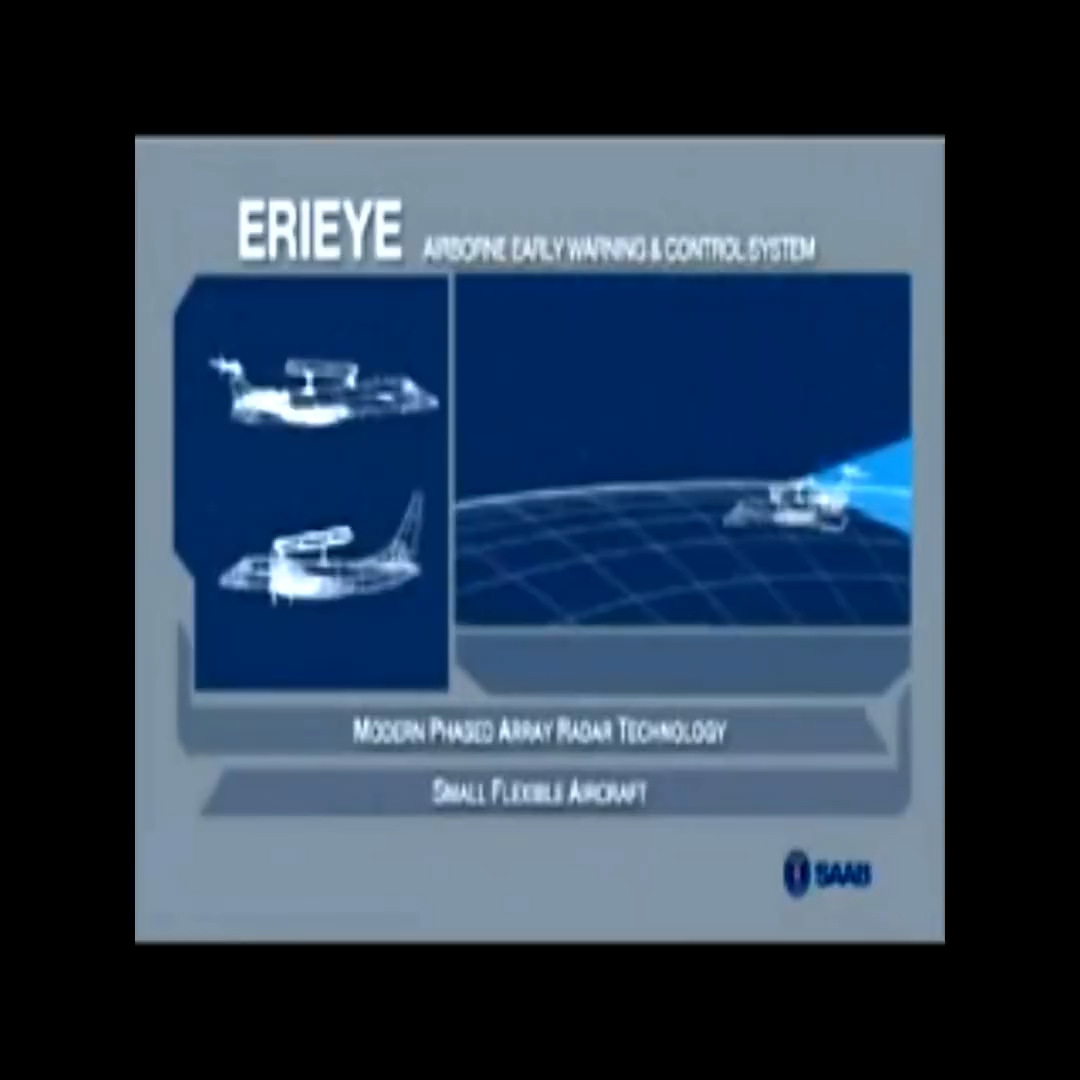 ERIEYE AIRBORNE EARLY WARNING & CONTROL SYSTEM
MODERN PHASED ARRAY RADAR TECHNOLOGY
SMALL FLEXIBLE AIRCRAFT
SAAB